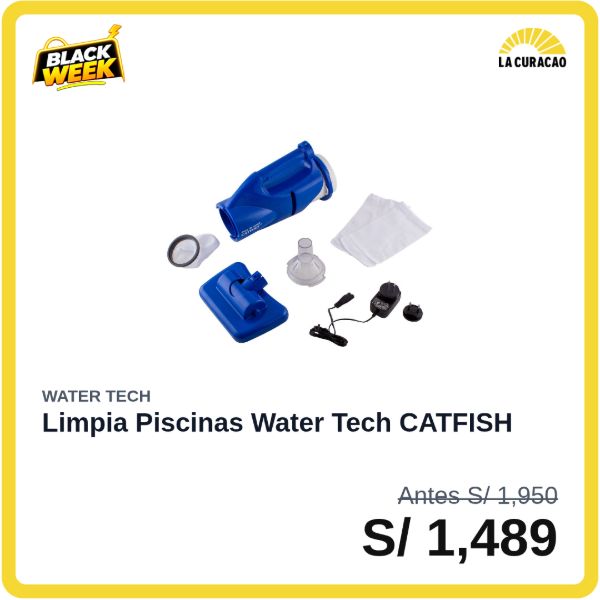 BLACK
WEEK
LA CURACAO
WATER TECH
Limpia Piscinas Water Tech CATFISH
Antes S/ 1,950
S/ 1,489